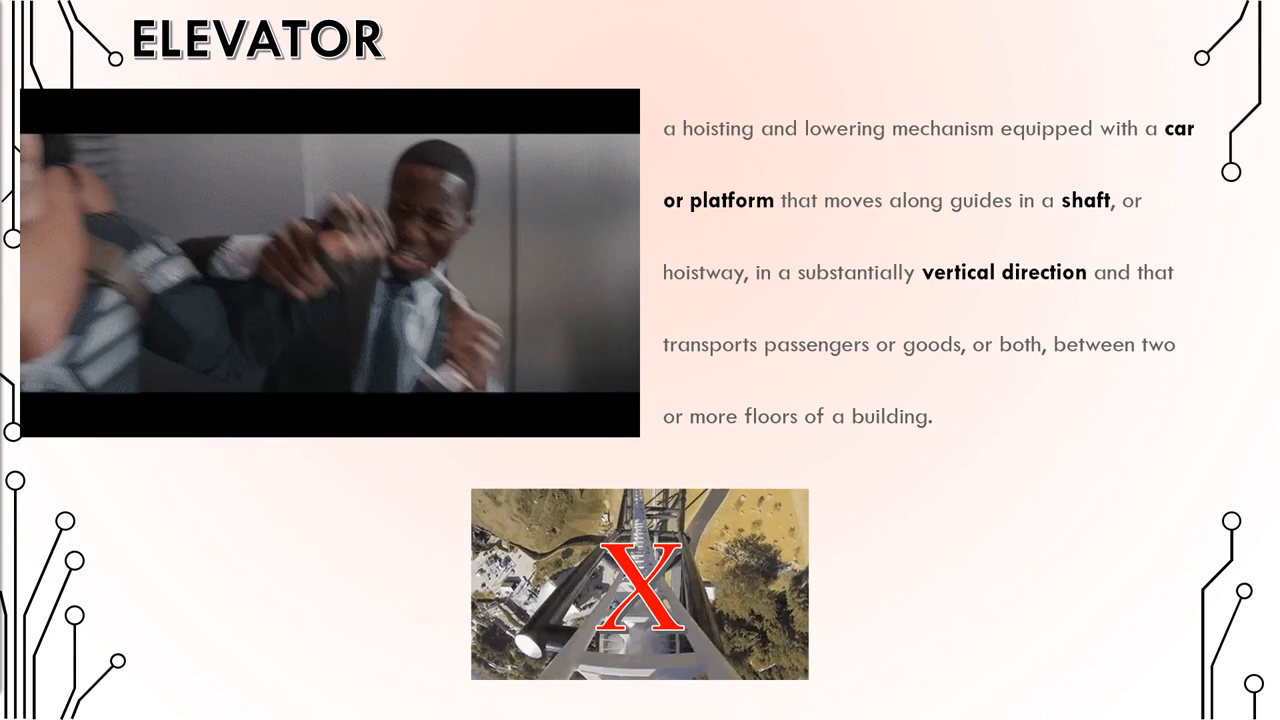 ELEVATOR
a hoisting and lowering mechanism equipped with a car
or platform that moves along guides in a shaft, or
hoistway, in a substantially vertical direction and that
transports passengers or goods, or both, between two
or more floors of a building.
X